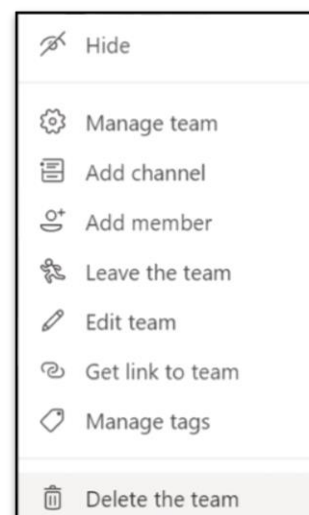 Hide
Manage team
Add channel
Add member
Leave the team
Edit team
Get link to team
Manage tags
Delete the team